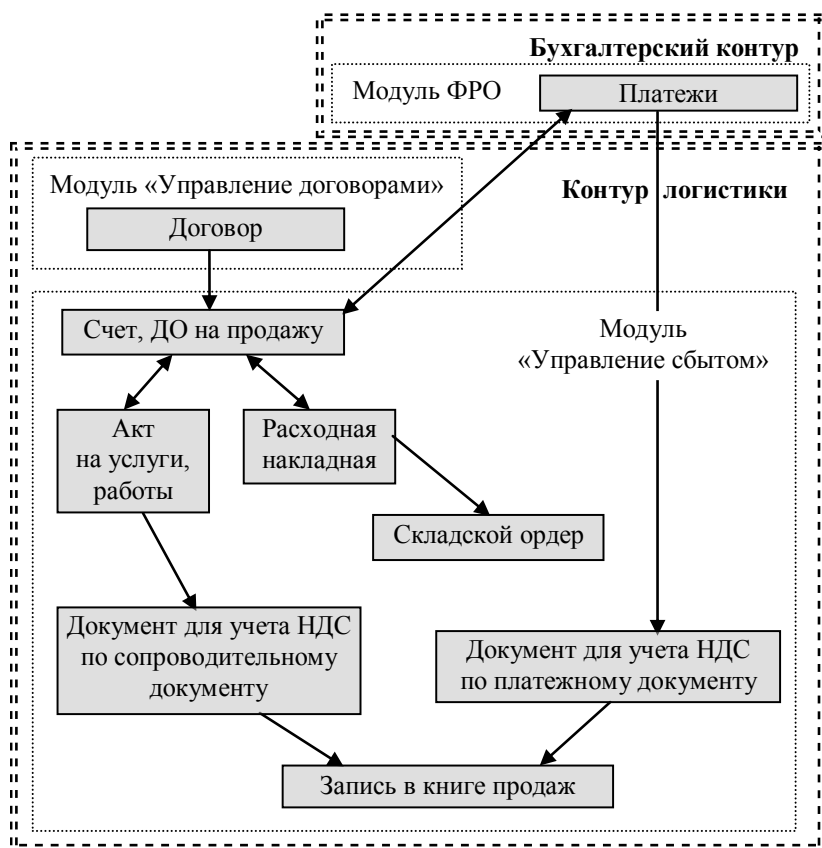 Бухгалтерский контур
Модуль ФРО
Платежи
Модуль «Управление договорами»
Контур логистики
Договор
Счет, ДО на продажу
Модуль
«Управление сбытом»
Акт
на услуги,
работы
Расходная
накладная
Складской ордер
Документ для учета НДС
по сопроводительному
документу
Документ для учета НДС
по платежному документу
Запись в книге продаж